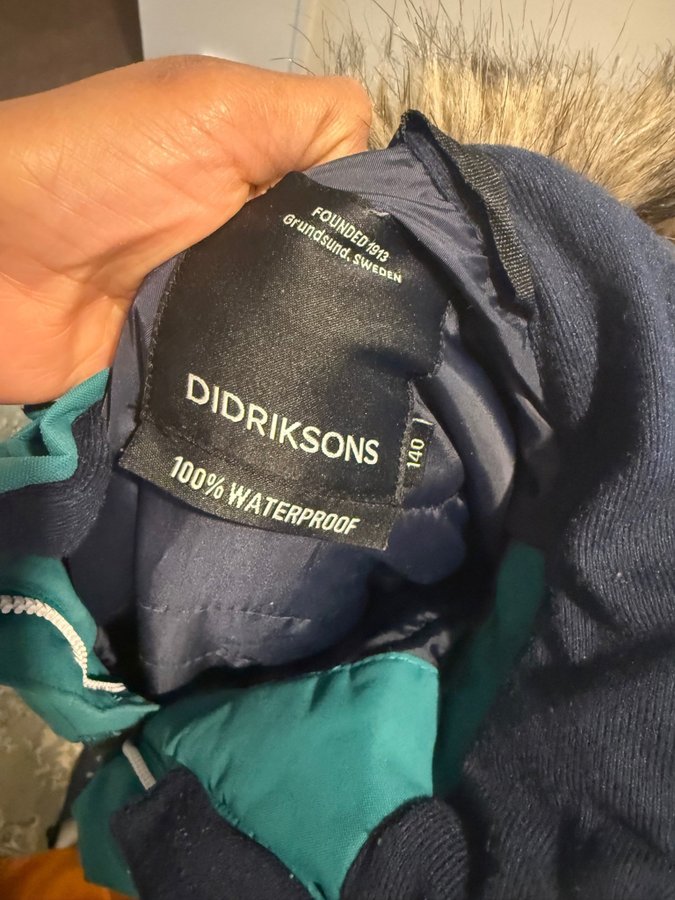 FOUNDED 1913
Grundsund, SWEDEN
DIDRIKSONS
140
100% WATERPROOF